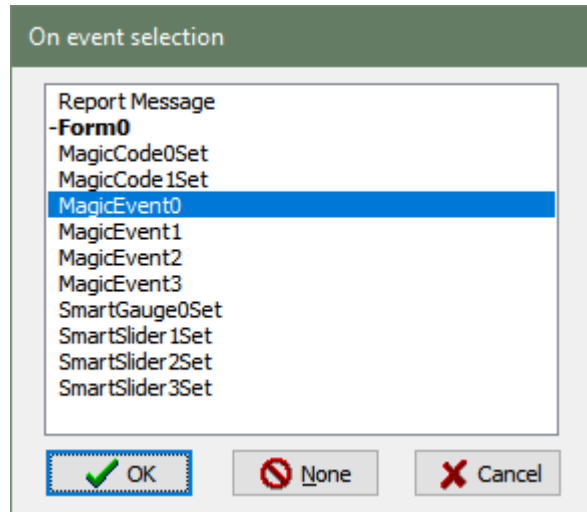 On event selection
Report Message
-Form0
MagicCode0Set
MagicCode1Set
MagicEvent0
MagicEvent1
MagicEvent2
MagicEvent3
SmartGauge0Set
SmartSlider1Set
SmartSlider2Set
SmartSlider3Set
OK None Cancel